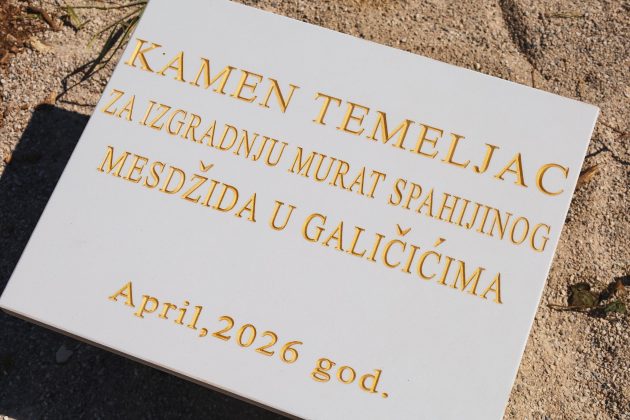 KAMEN TEMELJAC
ZA IZGRADNJU MURAT SPAHIJINOG
MESDŽIDA U GALIČIĆIMA
April, 2026 god.